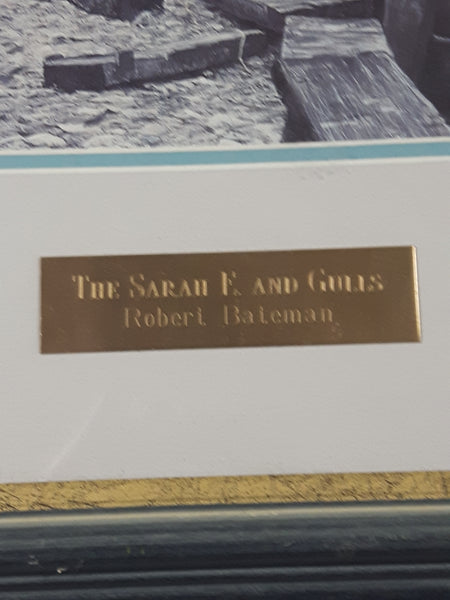 THE SARAH E. AND GULLS
Robert Bateman